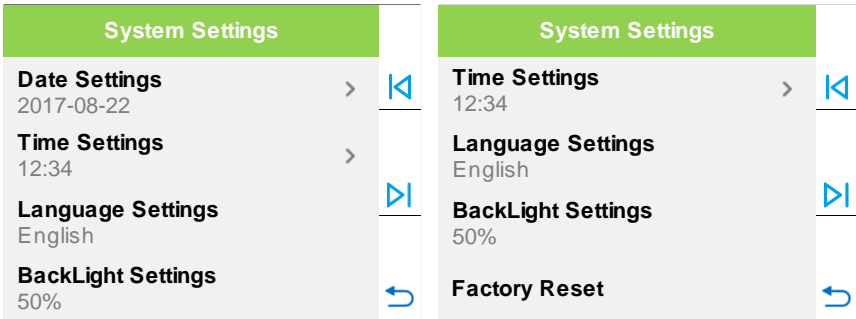 System Settings
Date Settings
2017-08-22
Time Settings
12:34
Language Settings
English
BackLight Settings
50%
System Settings
Time Settings
12:34
Language Settings
English
BackLight Settings
50%
Factory Reset